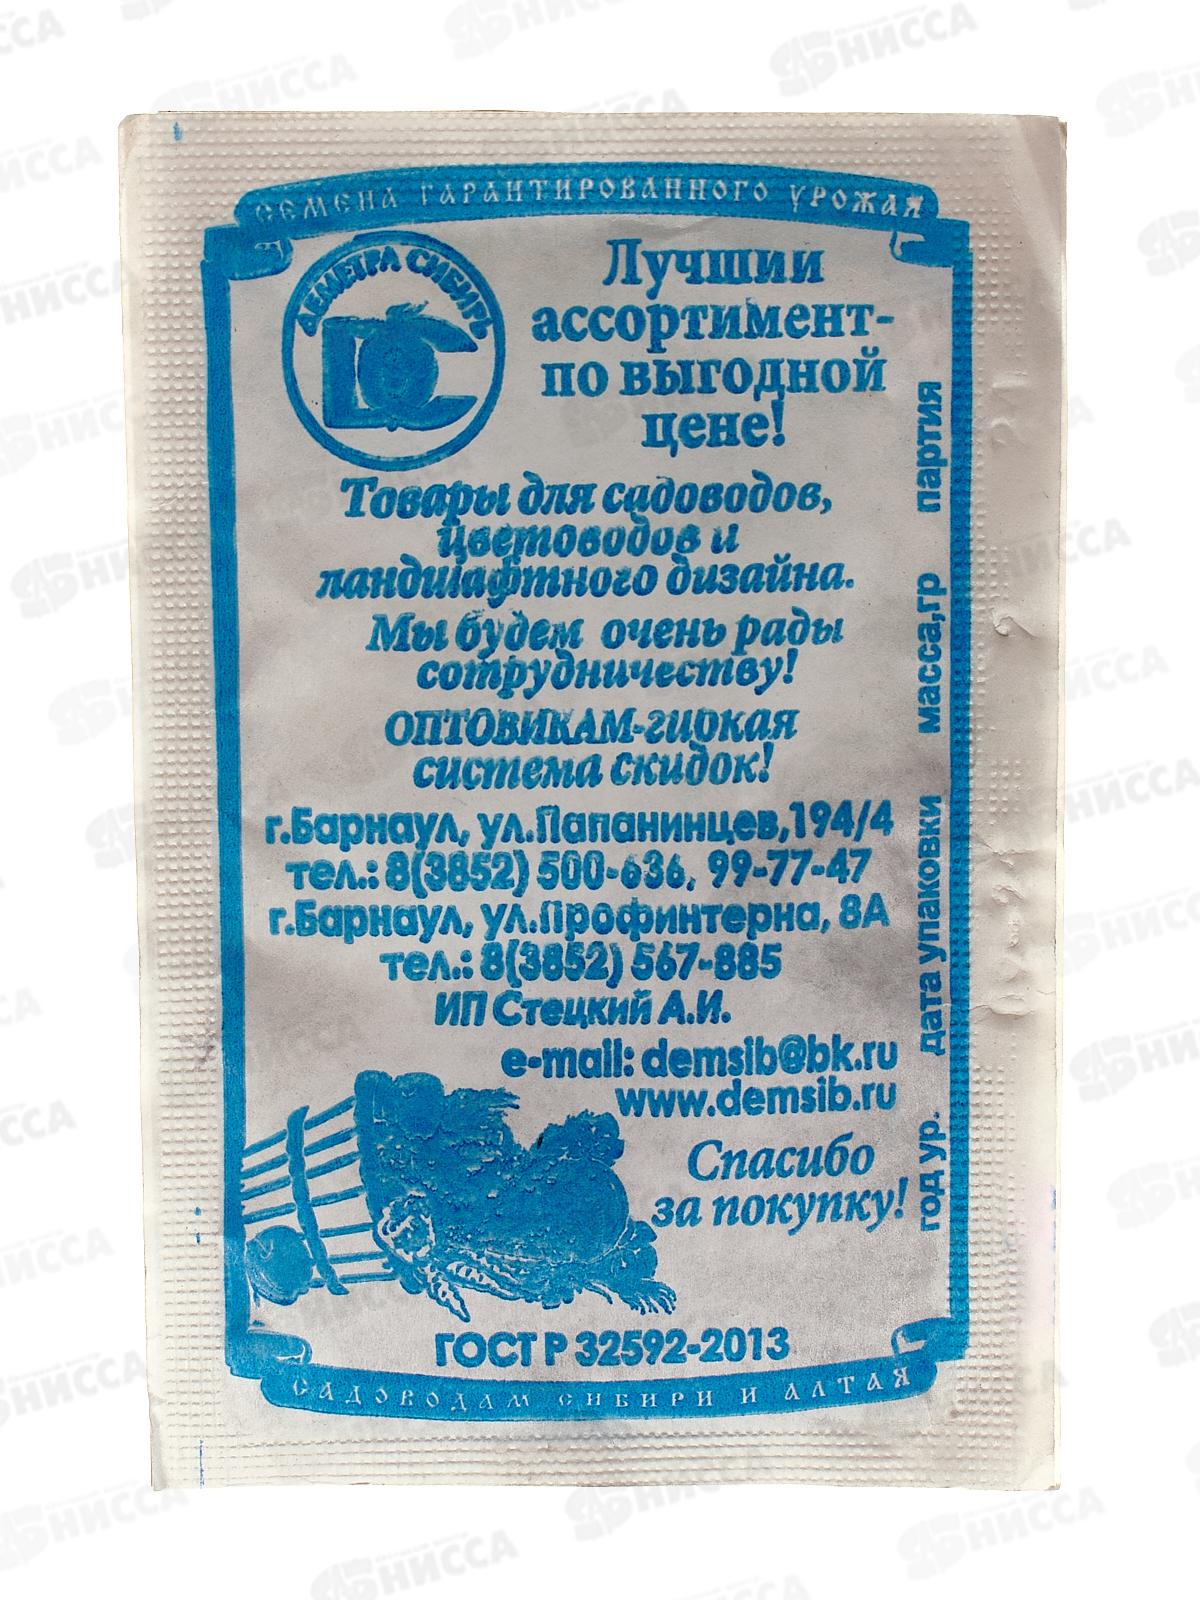 СЕМЕНА ГАРАНТИРОВАННОГО УРОЖАЯ
ДЕМЕТРА СИБИРЬ
ДС
Лучший
ассортимент-
по выгодной
цене!
Товары для садоводов,
цветоводов и
ландшафтного дизайна.
Мы будем очень рады
сотрудничеству!
ОПТОВИКАМ-гибкая
система скидок!
г.Барнаул, ул.Папанинцев,194/4
тел.: 8(3852) 500-636, 99-77-47
г.Барнаул, ул.Профинтерна, 8А
тел.: 8(3852) 567-885
ИП Стецкий А.И.
e-mail: demsib@bk.ru
www.demsib.ru
Спасибо
за покупку!
год ур. дата упаковки масса,гр партия
ГОСТ Р 32592-2013
САДОВОДАМ СИБИРИ И АЛТАЯ
НИССА